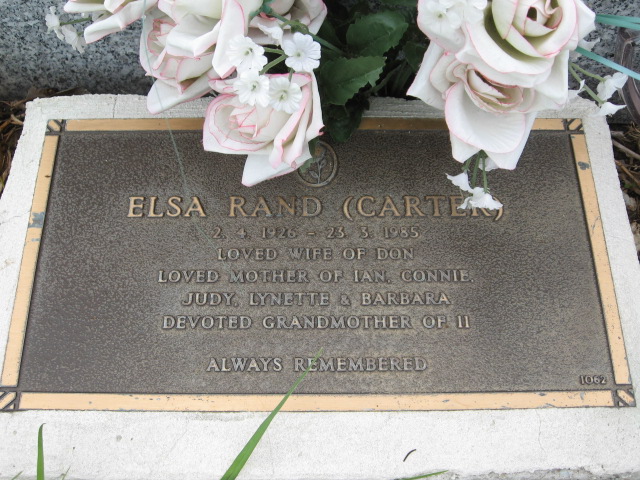 ELSA RAND (CARTER)
2. 4. 1926 - 23. 3. 1985
LOVED WIFE OF DON
LOVED MOTHER OF IAN, CONNIE,
JUDY, LYNETTE & BARBARA
DEVOTED GRANDMOTHER OF 11
ALWAYS REMEMBERED
1062